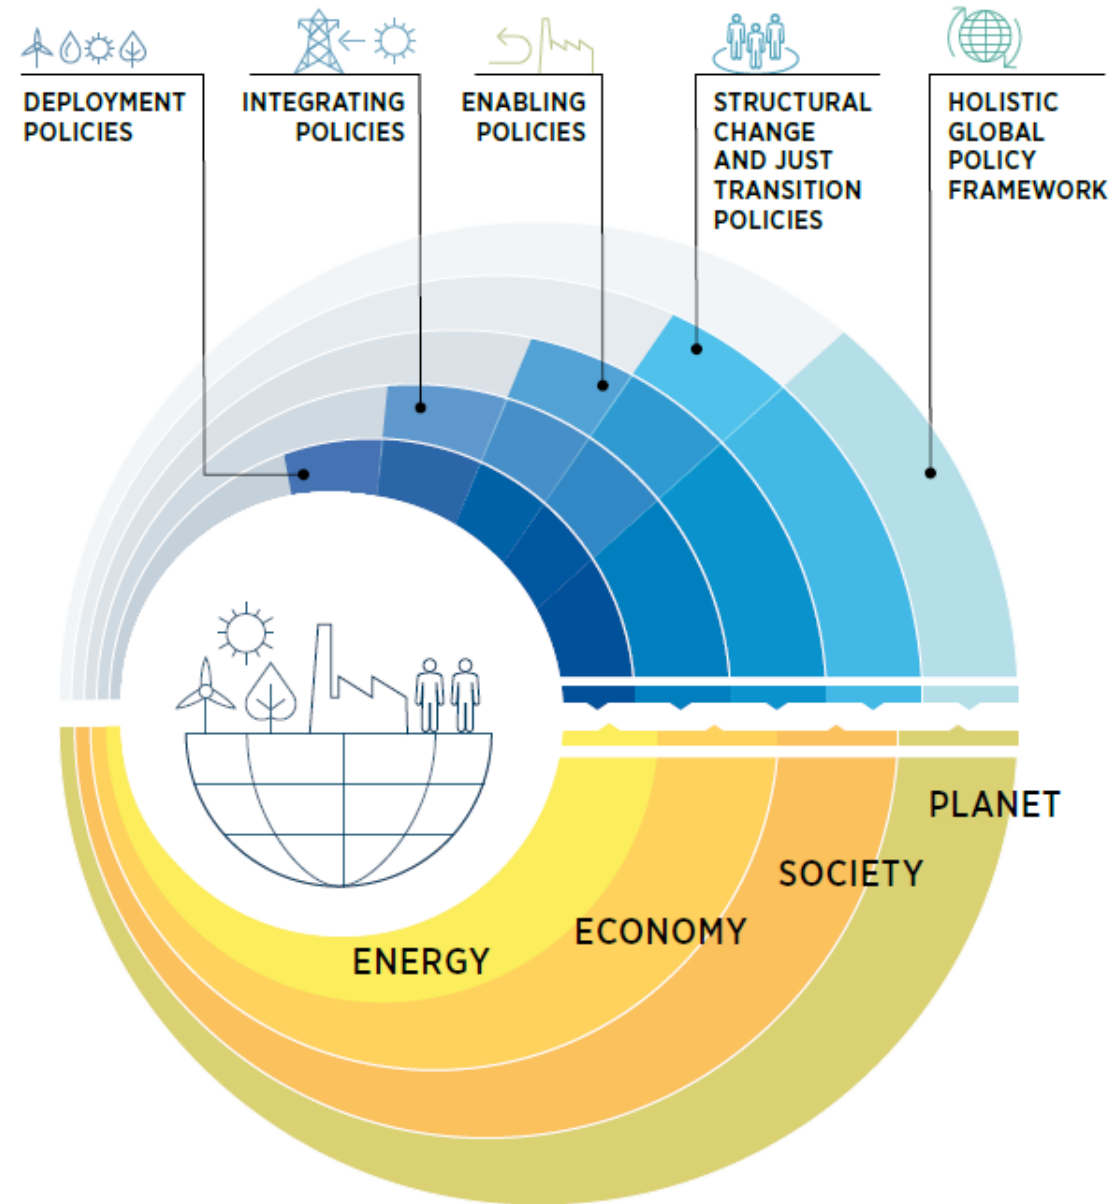 DEPLOYMENT
POLICIES
INTEGRATING
POLICIES
ENABLING
POLICIES
STRUCTURAL
CHANGE
AND JUST
TRANSITION
POLICIES
HOLISTIC
GLOBAL
POLICY
FRAMEWORK
PLANET
SOCIETY
ECONOMY
ENERGY